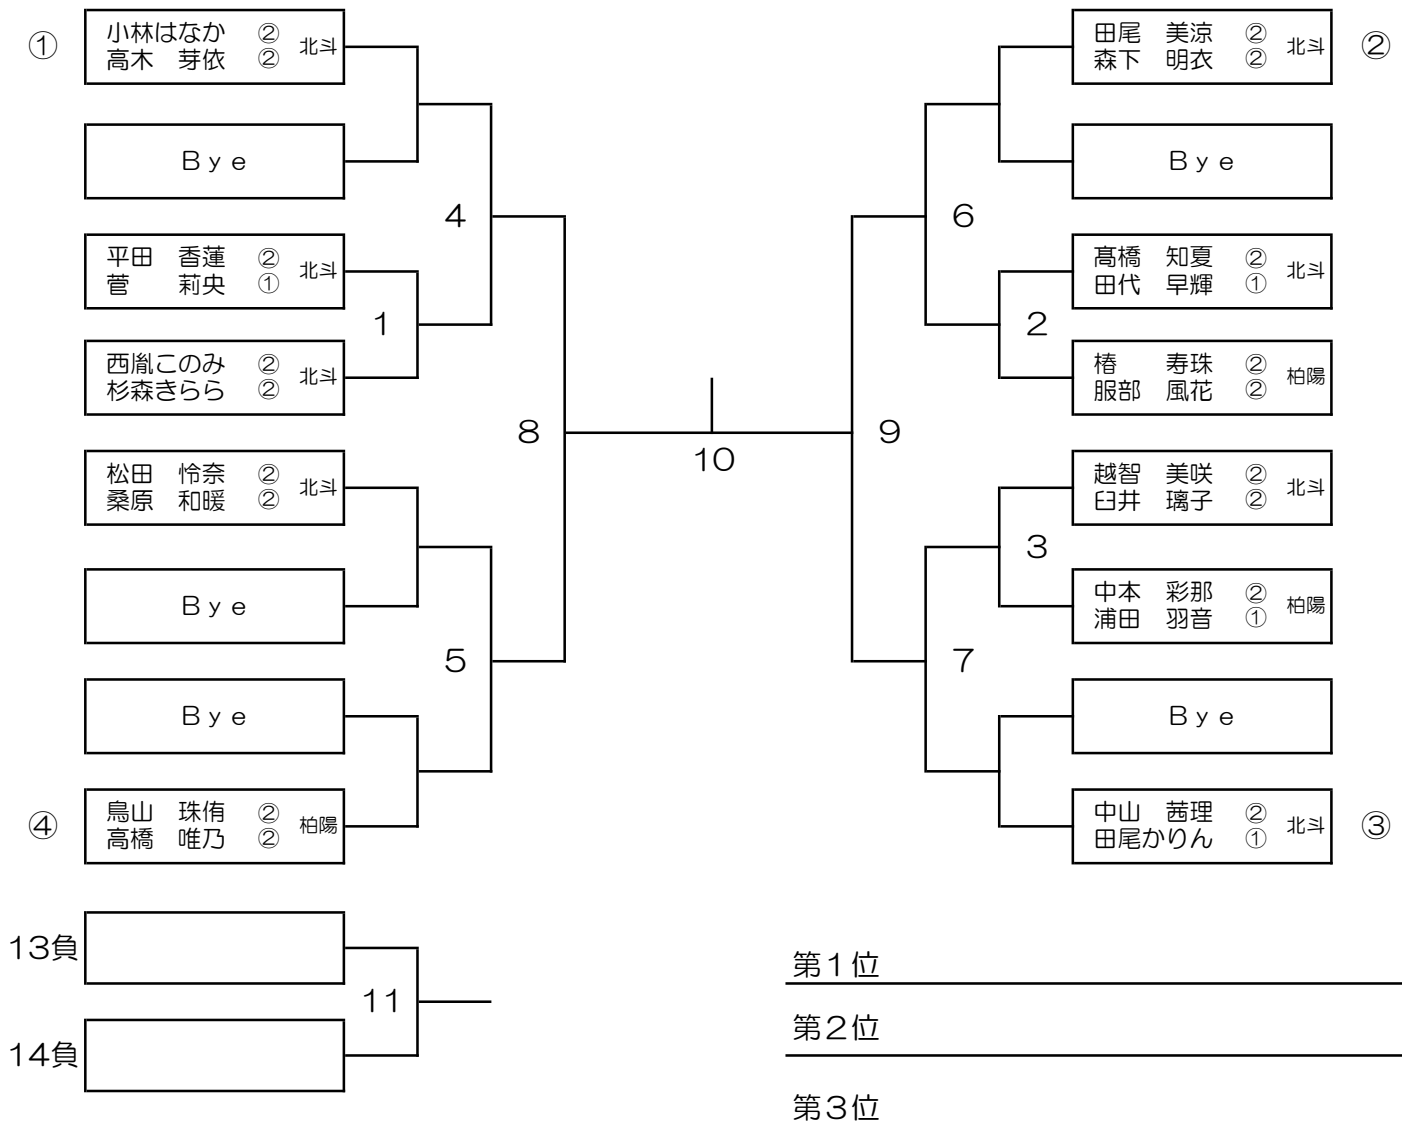 ①
小林はなか ②
高木 芽依 ②
北斗
Bye
平田 香蓮 ②
菅 莉央 ①
北斗
西胤このみ ②
杉森きらら ②
北斗
松田 怜奈 ②
桑原 和暖 ②
北斗
Bye
Bye
④
鳥山 珠侑 ②
高橋 唯乃 ②
柏陽
1
4
5
8
10
9
6
7
2
3
田尾 美涼 ②
森下 明衣 ②
北斗
②
Bye
髙橋 知夏 ②
田代 早輝 ①
北斗
椿 寿珠 ②
服部 風花 ②
柏陽
越智 美咲 ②
臼井 璃子 ②
北斗
中本 彩那 ②
浦田 羽音 ①
柏陽
Bye
中山 茜理 ②
田尾かりん ①
北斗
③
13負
11
14負
第1位
第2位
第3位